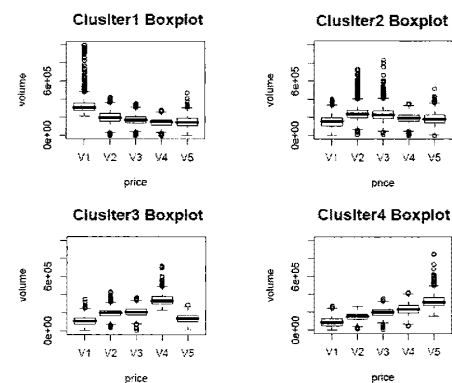 Clusiter1 Boxplot
volume
6e+05
0e+00
V1 V2 V3 V4 V5
price
Clusiter2 Boxplot
volume
6e+05
0e+00
V1 V2 V3 V4 V5
price
Clusiter3 Boxplot
volume
6e+05
0e+00
V1 V2 V3 V4 V5
price
Clusiter4 Boxplot
volume
6e+05
0e+00
V1 V2 V3 V4 V5
price